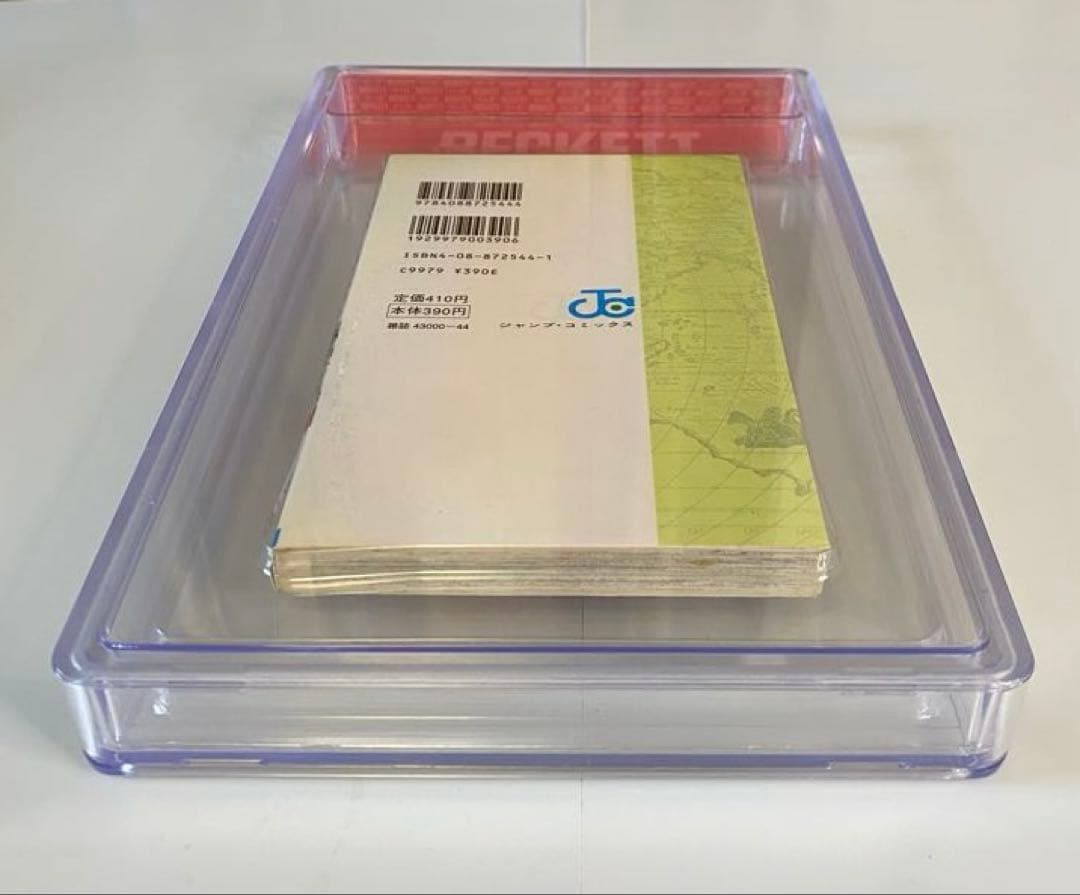 BECKETT
9784088725444
1929979003906
ISBN4-08-872544-1
C9979 ¥390E
定価410円
本体390円
雑誌 43000-44
JC
ジャンプ・コミックス